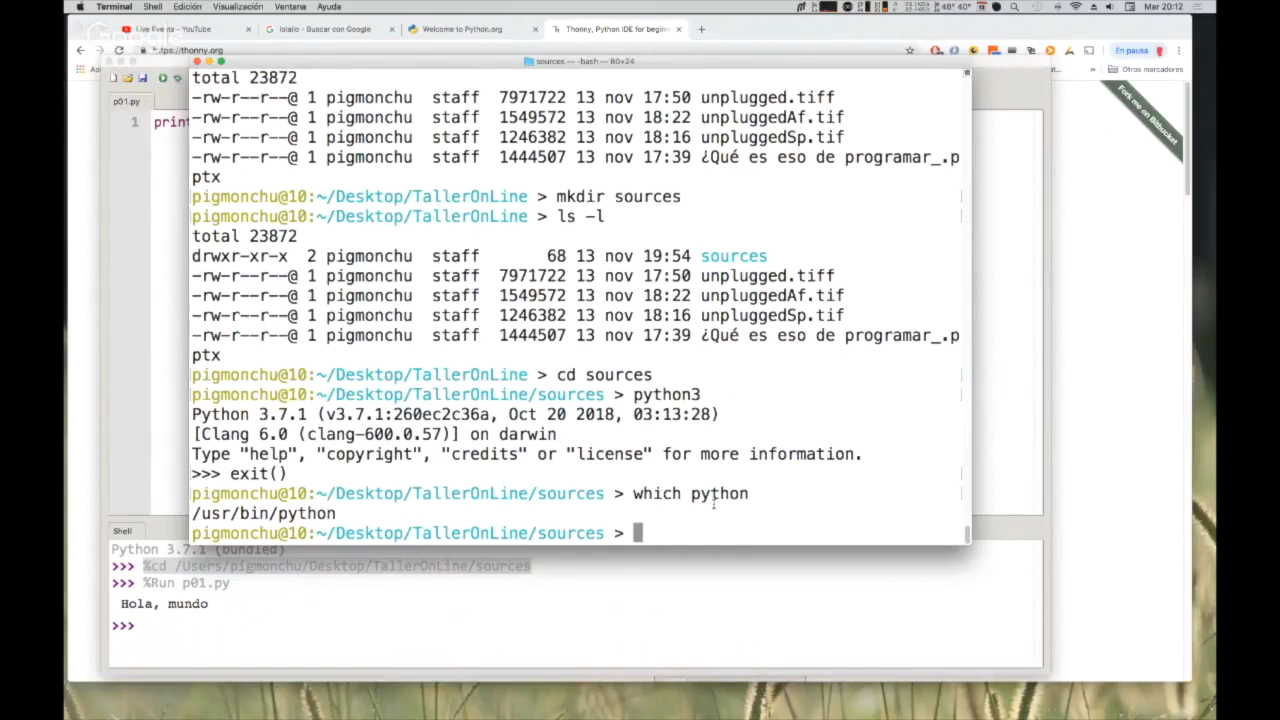 Terminal Shell Edición Visualización Ventana Ayuda
48° 40° Mar 20:12
Google
Live Events - YouTube
lolailo - Buscar con Google
Welcome to Python.org
Thonny, Python IDE for beginn
https://thonny.org
En pausa
Otros marcadores
sources — -bash — 80×24
Fork me on Bitbucket
p01.py
1 prin
total 23872
-rw-r--r--@ 1 pigmonchu staff 7971722 13 nov 17:50 unplugged.tiff
-rw-r--r--@ 1 pigmonchu staff 1549572 13 nov 18:22 unpluggedAf.tif
-rw-r--r--@ 1 pigmonchu staff 1246382 13 nov 18:16 unpluggedSp.tif
-rw-r--r--@ 1 pigmonchu staff 1444507 13 nov 17:39 ¿Qué es eso de programar_.p
ptx
pigmonchu@10:~/Desktop/TallerOnLine > mkdir sources
pigmonchu@10:~/Desktop/TallerOnLine > ls -l
total 23872
drwxr-xr-x 2 pigmonchu staff 68 13 nov 19:54 sources
-rw-r--r--@ 1 pigmonchu staff 7971722 13 nov 17:50 unplugged.tiff
-rw-r--r--@ 1 pigmonchu staff 1549572 13 nov 18:22 unpluggedAf.tif
-rw-r--r--@ 1 pigmonchu staff 1246382 13 nov 18:16 unpluggedSp.tif
-rw-r--r--@ 1 pigmonchu staff 1444507 13 nov 17:39 ¿Qué es eso de programar_.p
ptx
pigmonchu@10:~/Desktop/TallerOnLine > cd sources
pigmonchu@10:~/Desktop/TallerOnLine/sources > python3
Python 3.7.1 (v3.7.1:260ec2c36a, Oct 20 2018, 03:13:28)
[Clang 6.0 (clang-600.0.57)] on darwin
Type "help", "copyright", "credits" or "license" for more information.
>>> exit()
pigmonchu@10:~/Desktop/TallerOnLine/sources > which python
/usr/bin/python
pigmonchu@10:~/Desktop/TallerOnLine/sources >
Shell
Python 3.7.1 (bundled)
>>> %cd /Users/pigmonchu/Desktop/TallerOnLine/sources
>>> %Run p01.py
Hola, mundo
>>>